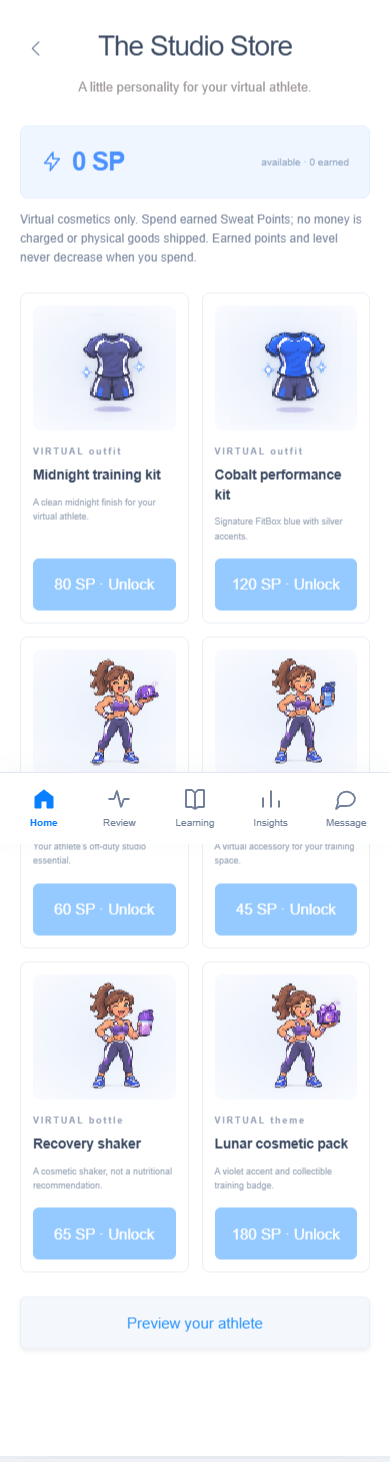 The Studio Store
A little personality for your virtual athlete.
0 SP
available · 0 earned
Virtual cosmetics only. Spend earned Sweat Points; no money is
charged or physical goods shipped. Earned points and level
never decrease when you spend.
VIRTUAL outfit
Midnight training kit
A clean midnight finish for your
virtual athlete.
80 SP · Unlock
VIRTUAL outfit
Cobalt performance
kit
Signature FitBox blue with silver
accents.
120 SP · Unlock
Home
Review
Learning
Insights
Message
Your athlete's off-duty studio
essential.
60 SP · Unlock
A virtual accessory for your training
space.
45 SP · Unlock
VIRTUAL bottle
Recovery shaker
A cosmetic shaker, not a nutritional
recommendation.
65 SP · Unlock
VIRTUAL theme
Lunar cosmetic pack
A violet accent and collectible
training badge.
180 SP · Unlock
Preview your athlete